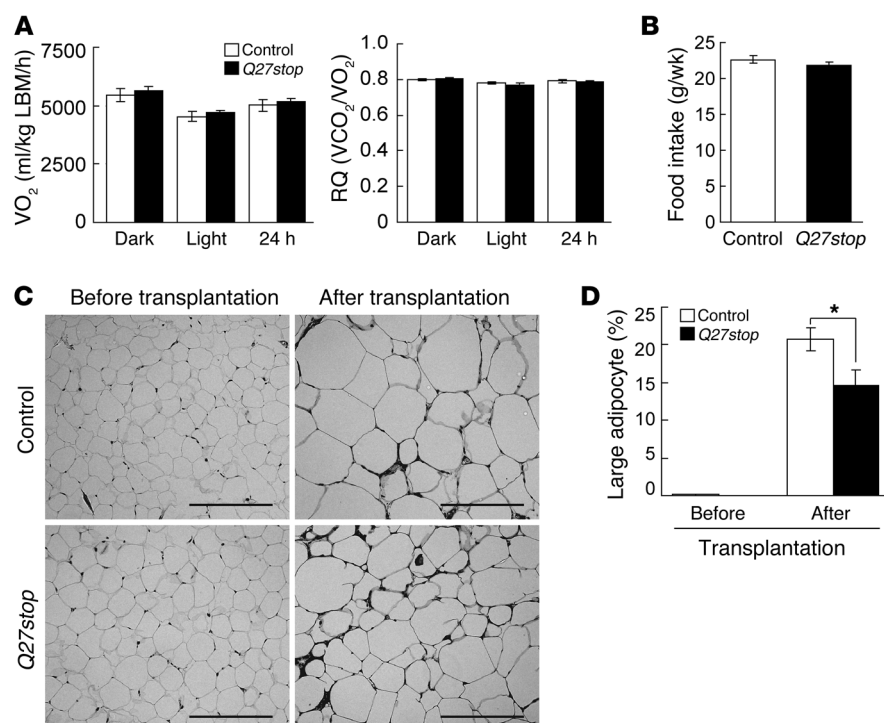 A
VO2 (ml/kg LBM/h)
7500
5000
2500
0
Control
Q27stop
Dark
Light
24 h
RQ (VCO2/VO2)
1.0
0.8
0.6
0.4
0.2
0
Dark
Light
24 h
B
Food intake (g/wk)
25
20
15
10
5
0
Control
Q27stop
C
Before transplantation
After transplantation
Control
Q27stop
D
Large adipocyte (%)
25
20
15
10
5
0
Control
Q27stop
*
Before
After
Transplantation